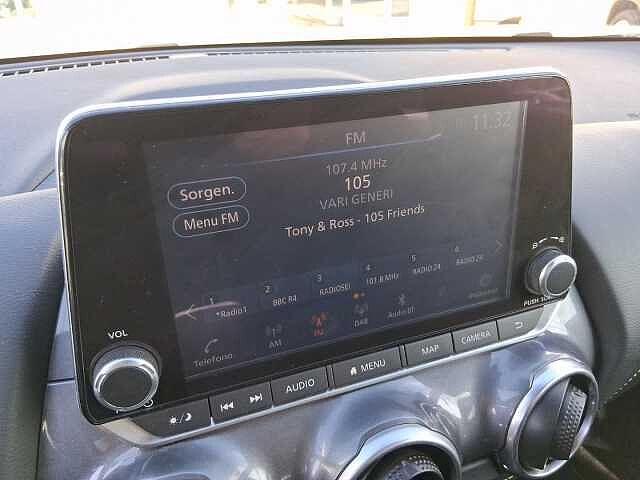 FM
11.32
107.4 MHz
105
VARI GENERI
Tony & Ross - 105 Friends
Sorgen.
Menu FM
1
*Radio1
2
BBC R4
3
RADIOSEI
4
101.8 MHz
5
RADIO 24
6
Telefono
AM
FM
DAB
Audio BT
VOL
PUSH
AUDIO
MENU
MAP
CAMERA